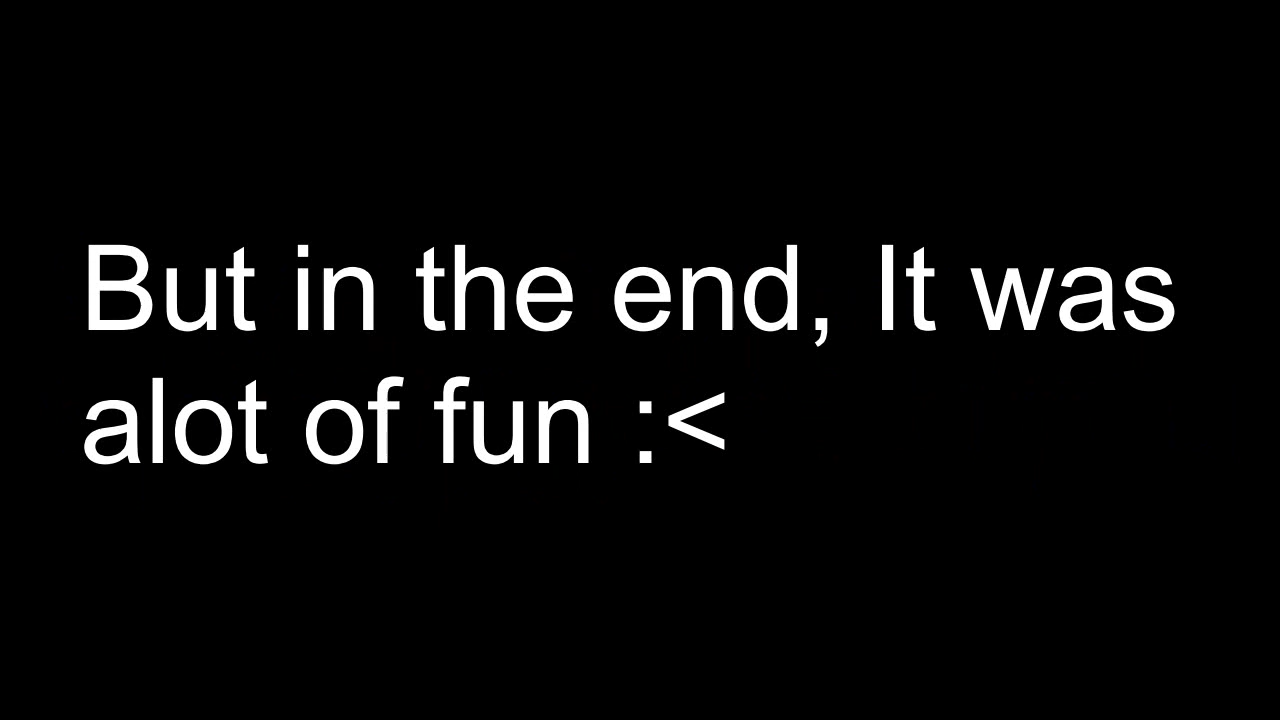 But in the end, It was
alot of fun :<